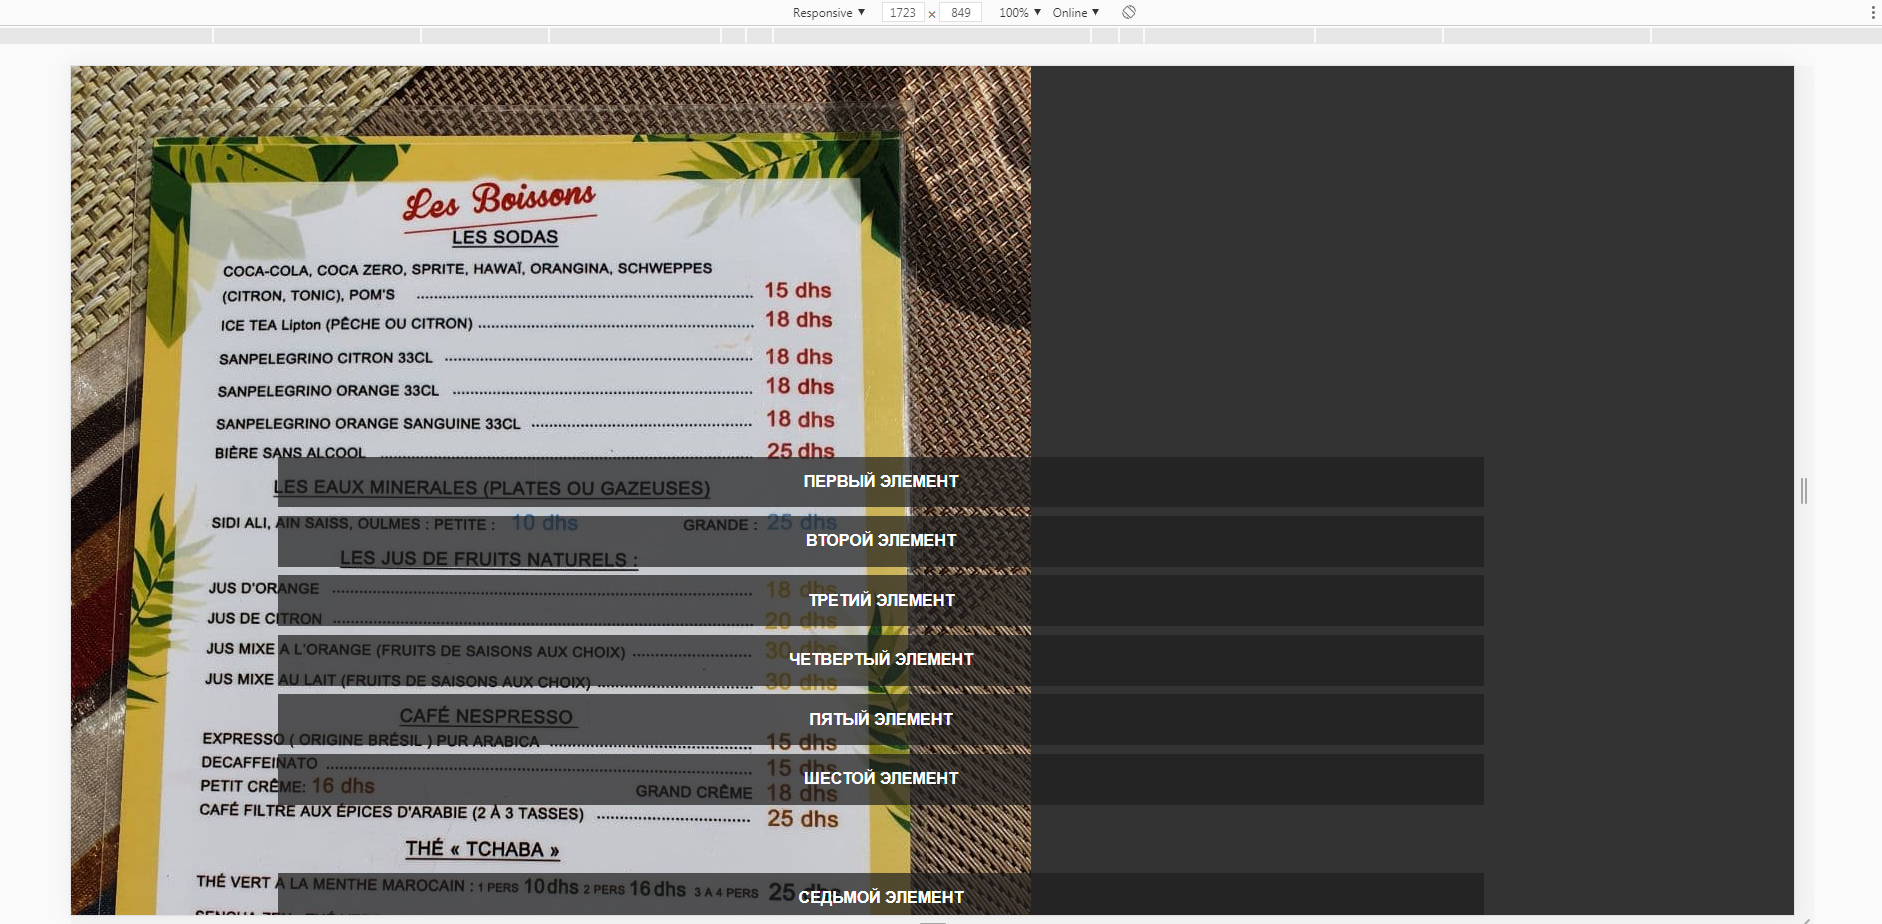 Responsive ▼ 1723 × 849 100% ▼ Online ▼
Les Boissons
LES SODAS
COCA-COLA, COCA ZERO, SPRITE, HAWAÏ, ORANGINA, SCHWEPPES
(CITRON, TONIC), POM'S 15 dhs
ICE TEA Lipton (PÊCHE OU CITRON) 18 dhs
SANPELEGRINO CITRON 33CL 18 dhs
SANPELEGRINO ORANGE 33CL 18 dhs
SANPELEGRINO ORANGE SANGUINE 33CL 18 dhs
BIÈRE SANS ALCOOL 25 dhs
ПЕРВЫЙ ЭЛЕМЕНТ
LES EAUX MINERALES (PLATES OU GAZEUSES)
SIDI ALI, AIN SAISS, OULMES : PETITE : 10 dhs GRANDE : 25 dhs
ВТОРОЙ ЭЛЕМЕНТ
LES JUS DE FRUITS NATURELS :
JUS D'ORANGE 18 dhs
ТРЕТИЙ ЭЛЕМЕНТ
JUS DE CITRON 20 dhs
JUS MIXE A L'ORANGE (FRUITS DE SAISONS AUX CHOIX) 30 dhs
ЧЕТВЕРТЫЙ ЭЛЕМЕНТ
JUS MIXE AU LAIT (FRUITS DE SAISONS AUX CHOIX) 30 dhs
CAFÉ NESPRESSO
ПЯТЫЙ ЭЛЕМЕНТ
EXPRESSO ( ORIGINE BRÉSIL ) PUR ARABICA 15 dhs
DECAFFEINATO 15 dhs
ШЕСТОЙ ЭЛЕМЕНТ
PETIT CRÊME: 16 dhs GRAND CRÊME 18 dhs
CAFÉ FILTRE AUX ÉPICES D'ARABIE (2 À 3 TASSES) 25 dhs
THÉ « TCHABA »
THÉ VERT À LA MENTHE MAROCAIN : 1 PERS 10 dhs 2 PERS 16 dhs 3 A 4 PERS 25 dhs
СЕДЬМОЙ ЭЛЕМЕНТ